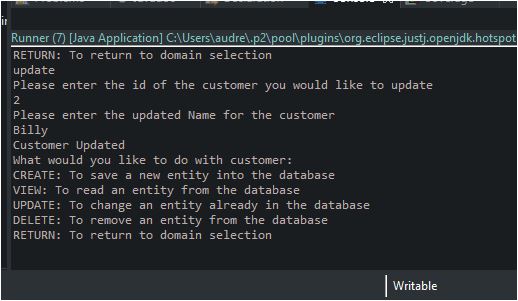 Runner (7) [Java Application] C:\Users\audre\.p2\pool\plugins\org.eclipse.justj.openjdk.hotspot
RETURN: To return to domain selection
update
Please enter the id of the customer you would like to update
2
Please enter the updated Name for the customer
Billy
Customer Updated
What would you like to do with customer:
CREATE: To save a new entity into the database
VIEW: To read an entity from the database
UPDATE: To change an entity already in the database
DELETE: To remove an entity from the database
RETURN: To return to domain selection
Writable